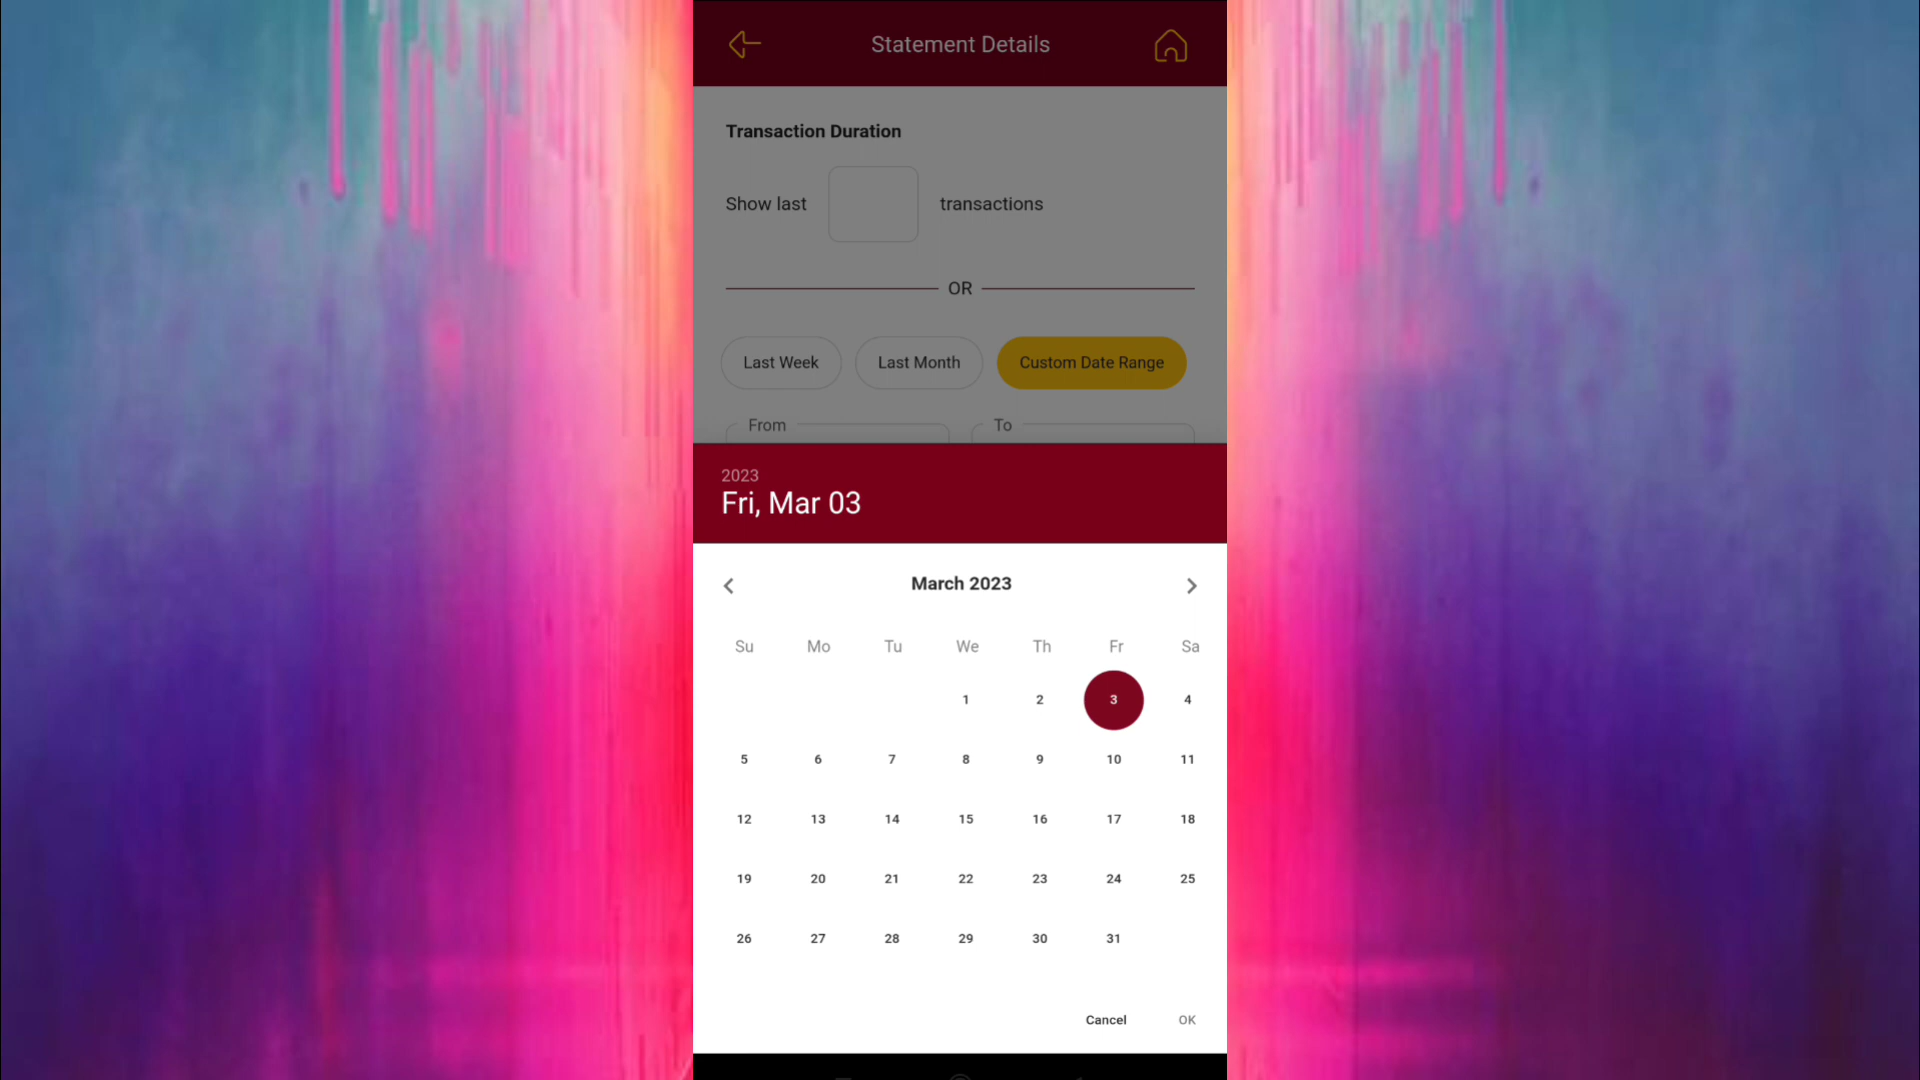 Statement Details
Transaction Duration
Show last transactions
OR
Last Week Last Month Custom Date Range
From To
2023
Fri, Mar 03
March 2023
Su Mo Tu We Th Fr Sa
1 2 3 4
5 6 7 8 9 10 11
12 13 14 15 16 17 18
19 20 21 22 23 24 25
26 27 28 29 30 31
Cancel OK